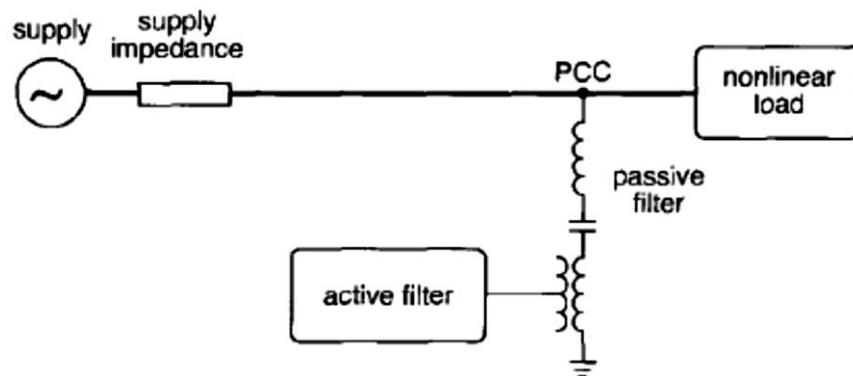 supply
supply
impedance
PCC
nonlinear
load
passive
filter
active filter